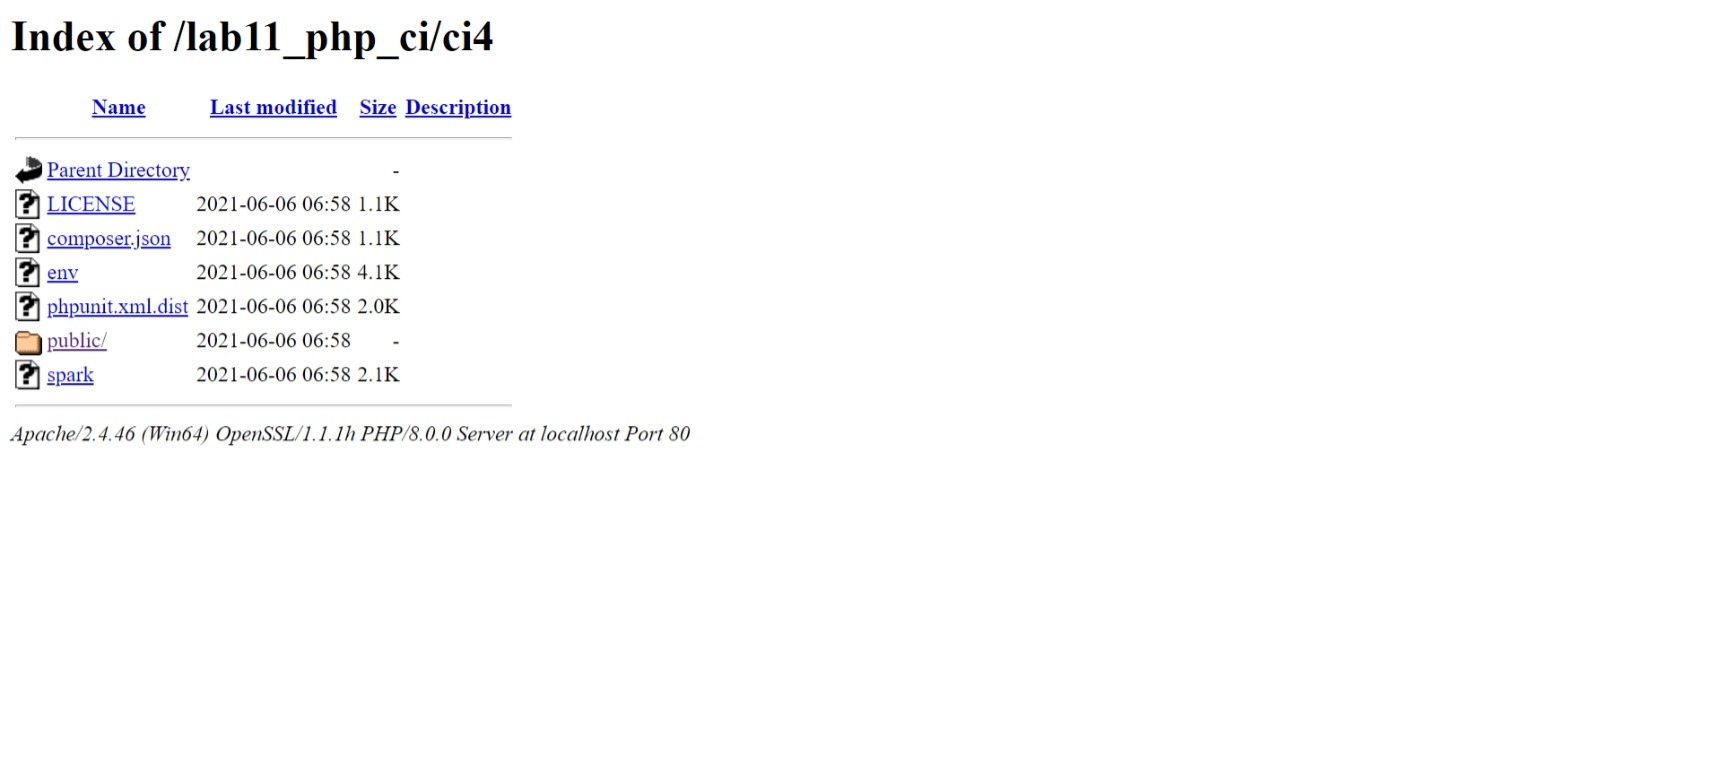 Index of /lab11_php_ci/ci4
Name Last modified Size Description
Parent Directory -
LICENSE 2021-06-06 06:58 1.1K
composer.json 2021-06-06 06:58 1.1K
env 2021-06-06 06:58 4.1K
phpunit.xml.dist 2021-06-06 06:58 2.0K
public/ 2021-06-06 06:58 -
spark 2021-06-06 06:58 2.1K
Apache/2.4.46 (Win64) OpenSSL/1.1.1h PHP/8.0.0 Server at localhost Port 80